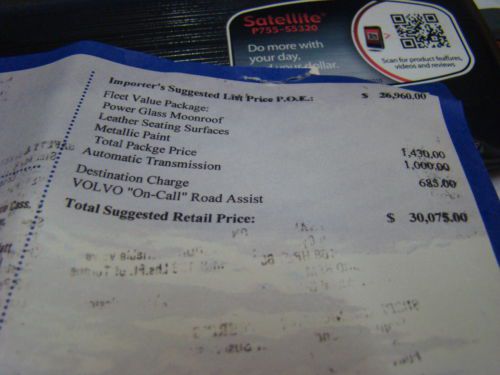 Satellite®
P755-S5320
Do more with
your day,
dollar.
Scan for product features,
videos and reviews
Importer's Suggested List Price P.O.E.: $ 26,960.00
Fleet Value Package:
Power Glass Moonroof
Leather Seating Surfaces
Metallic Paint
Total Packge Price 1,430.00
Automatic Transmission 1,000.00
Destination Charge 685.00
VOLVO "On-Call" Road Assist
Total Suggested Retail Price: $ 30,075.00